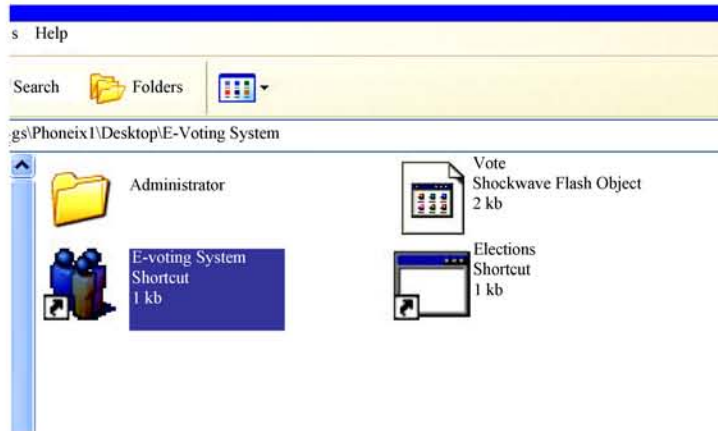 s Help
Search Folders
gs\Phoneix1\Desktop\E-Voting System
Administrator
Vote
Shockwave Flash Object
2 kb
E-voting System
Shortcut
1 kb
Elections
Shortcut
1 kb